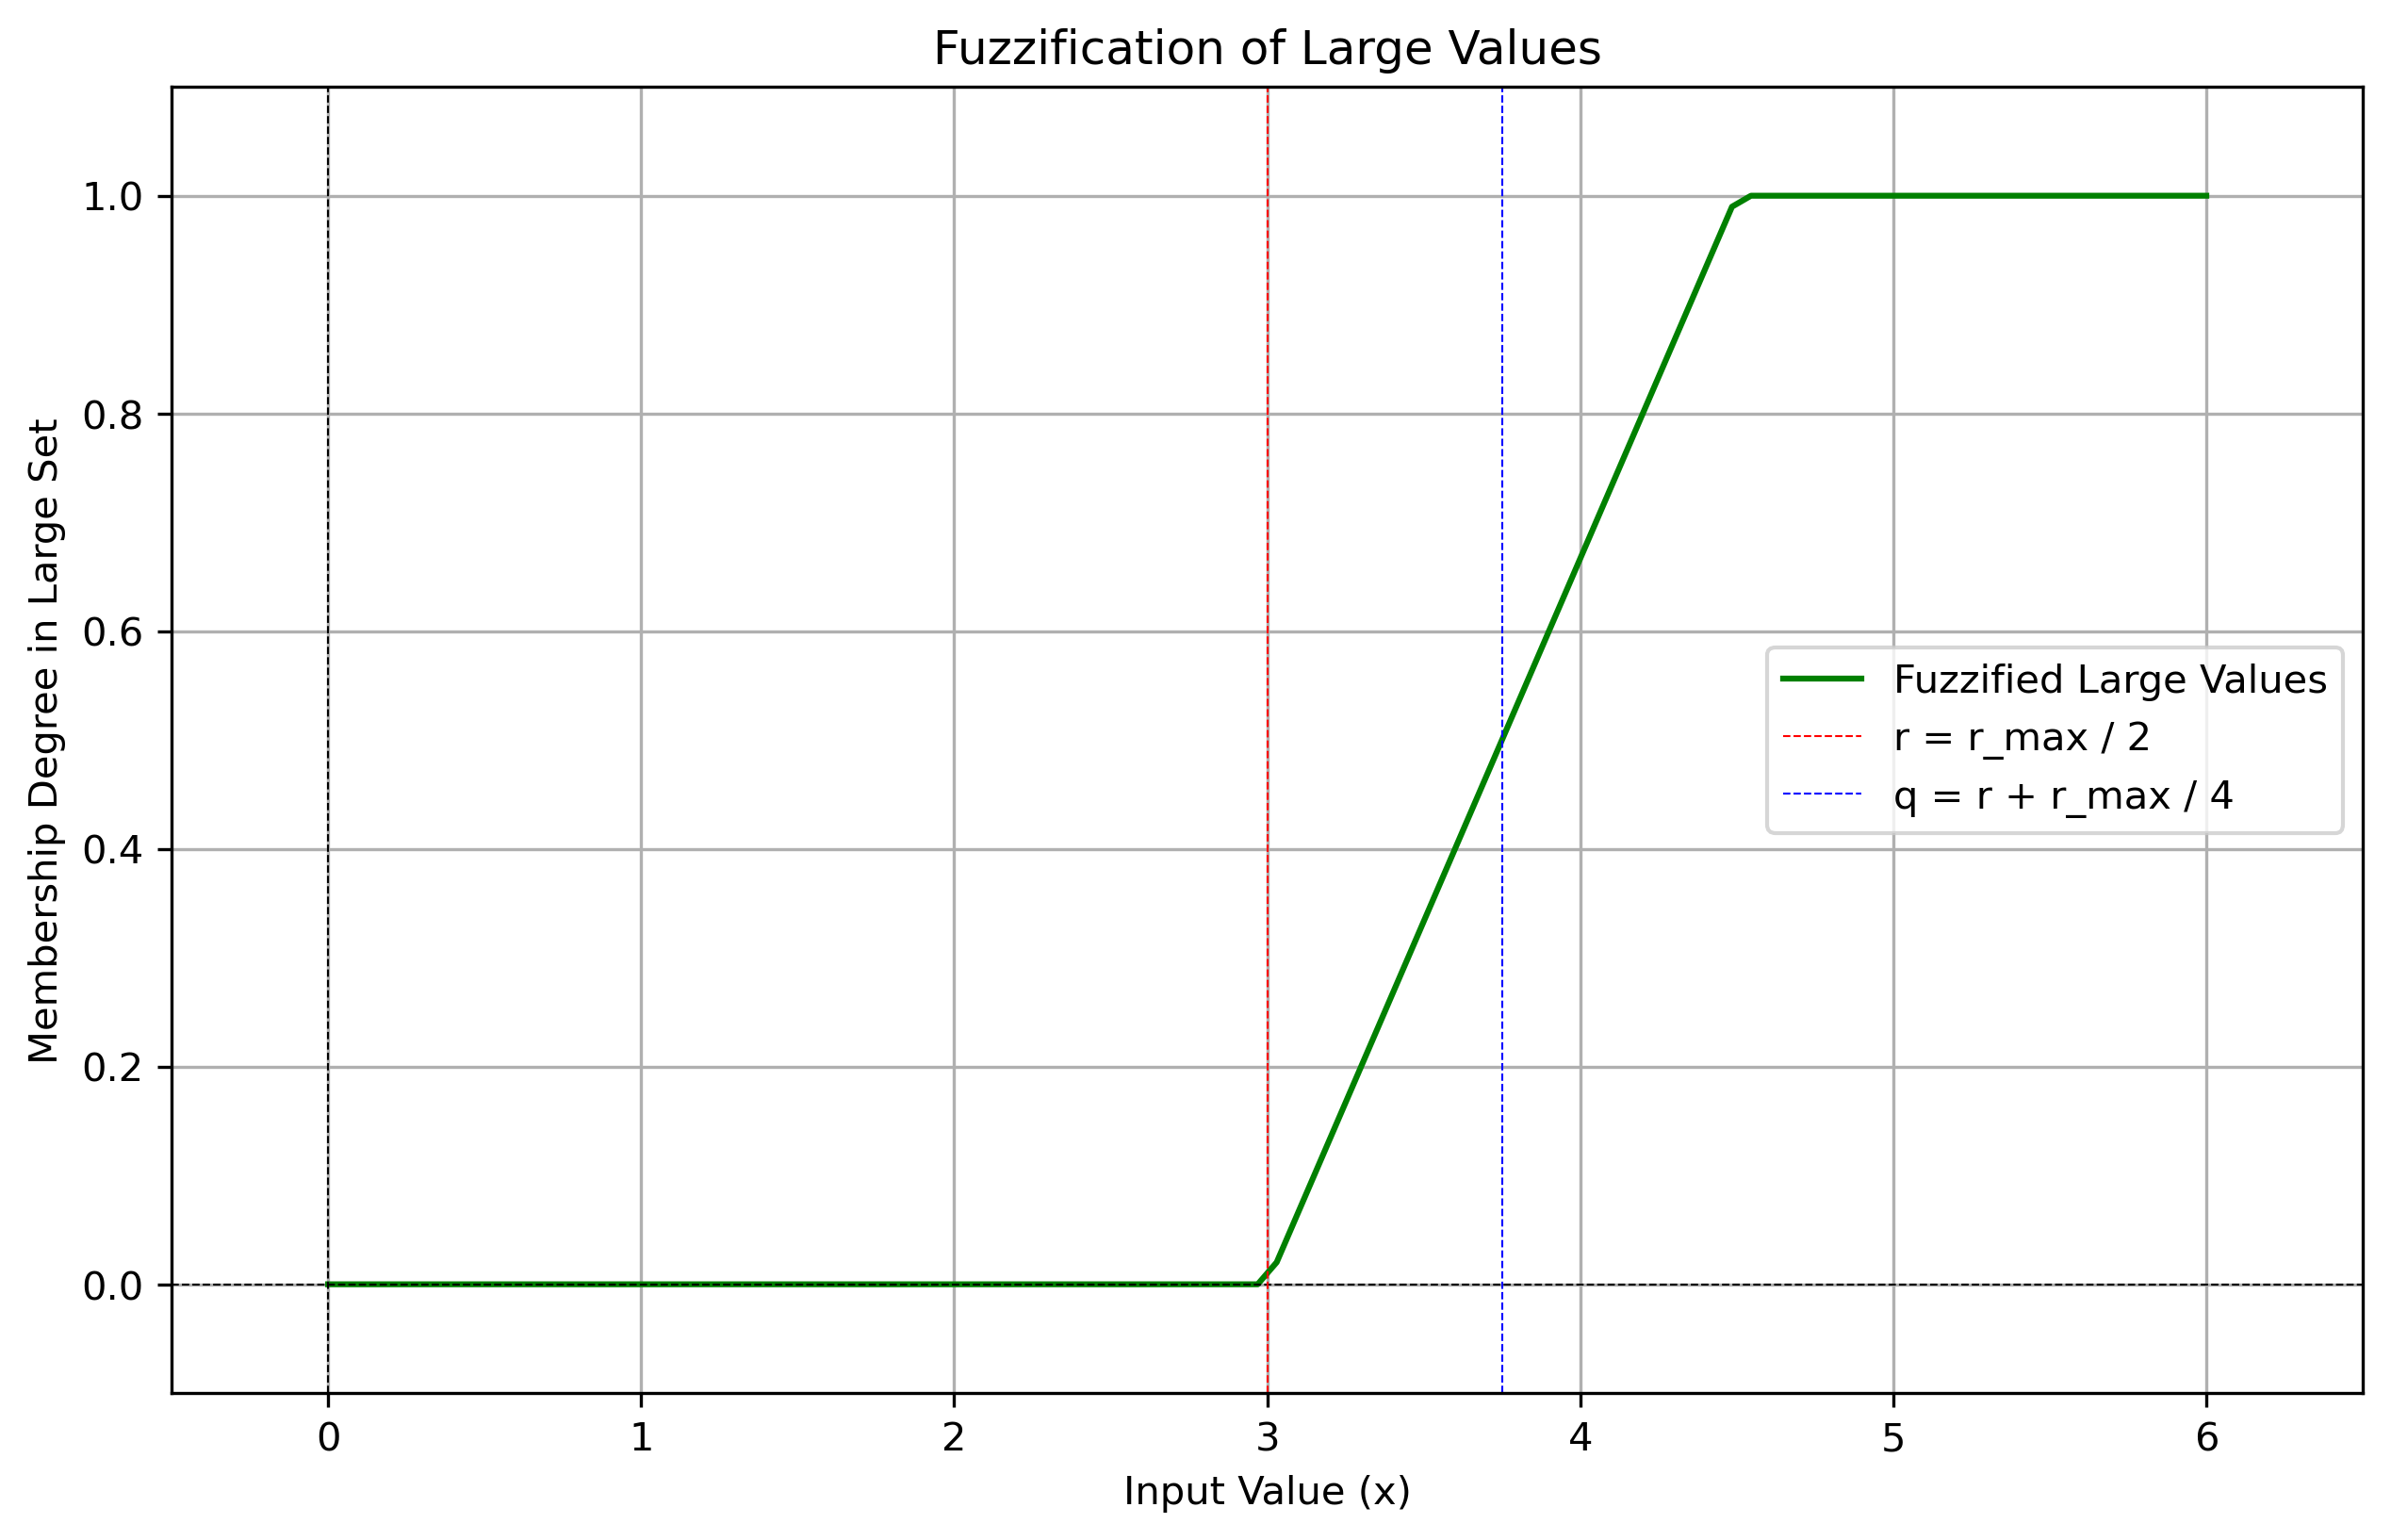 Fuzzification of Large Values
Membership Degree in Large Set
1.0
0.8
0.6
0.4
0.2
0.0
Fuzzified Large Values
r = r_max / 2
q = r + r_max / 4
0 1 2 3 4 5 6
Input Value (x)